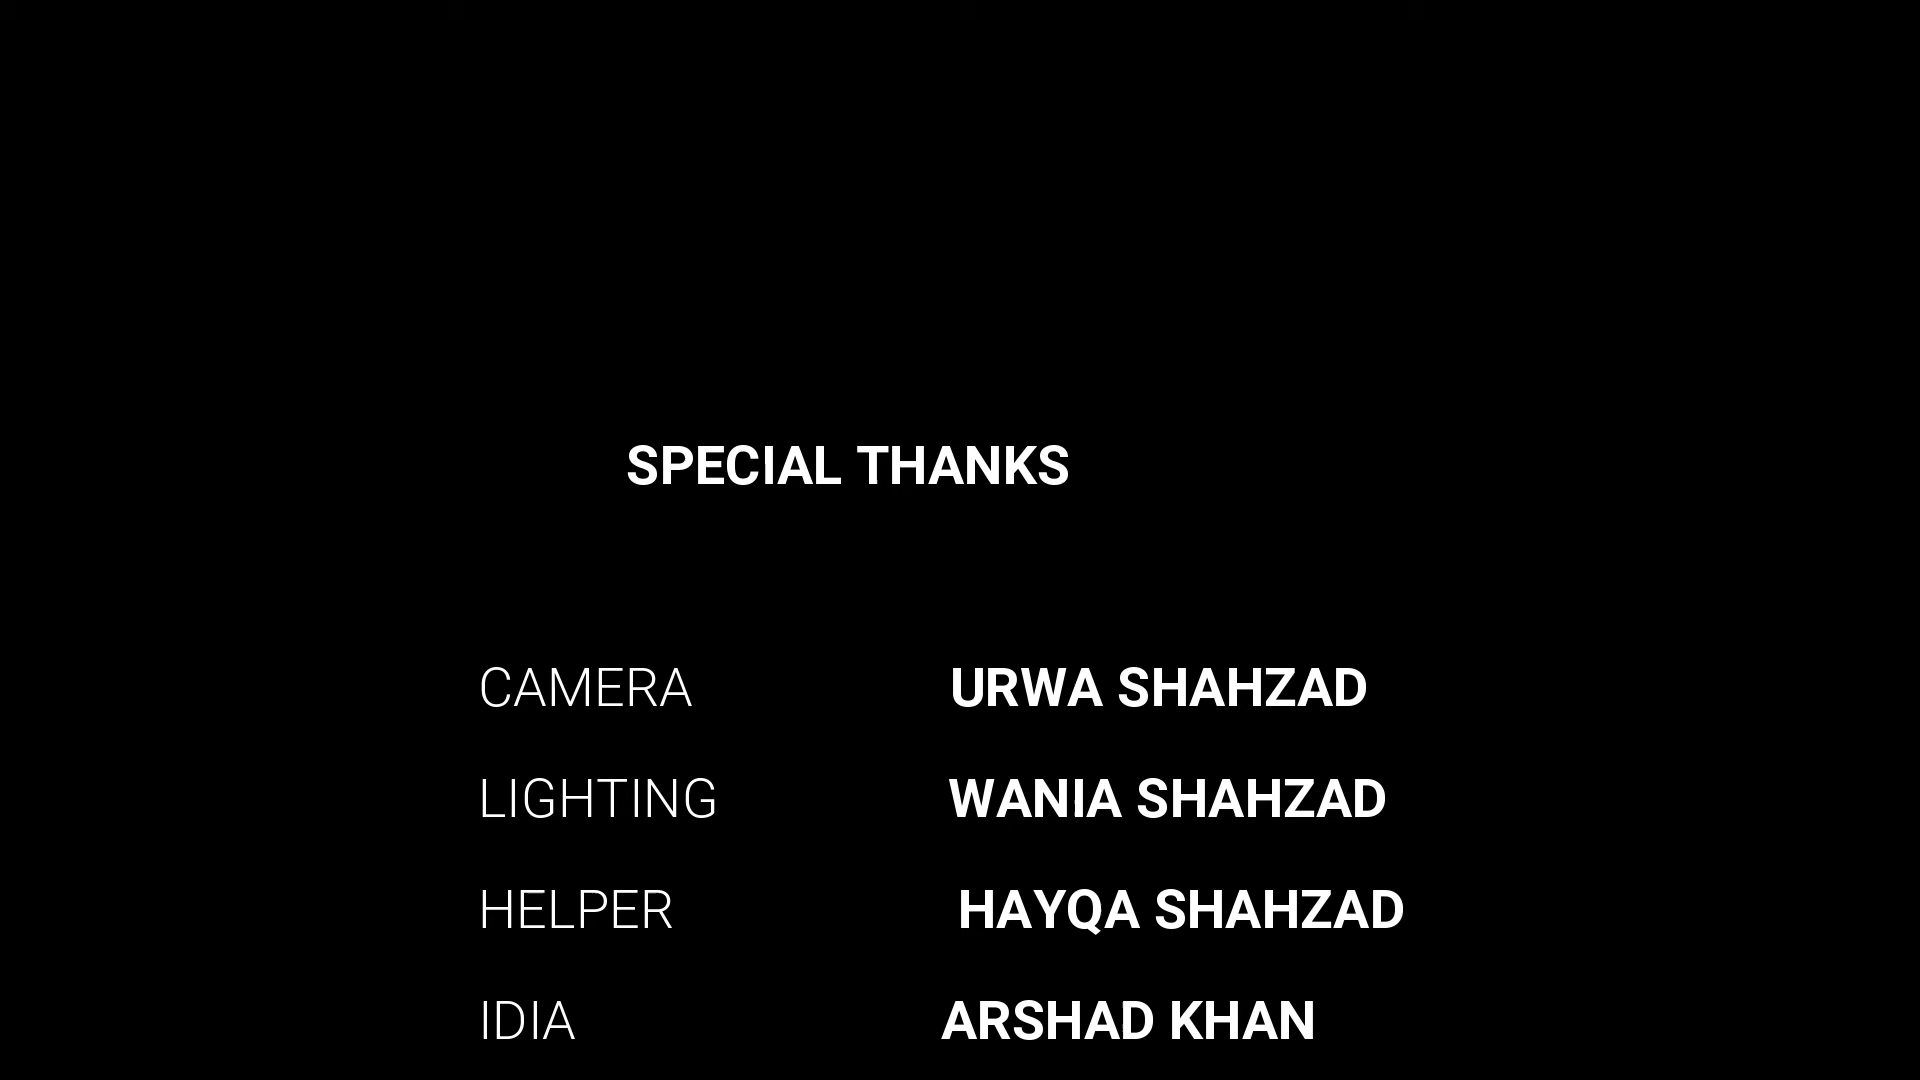 SPECIAL THANKS
CAMERA URWA SHAHZAD
LIGHTING WANIA SHAHZAD
HELPER HAYQA SHAHZAD
IDIA ARSHAD KHAN